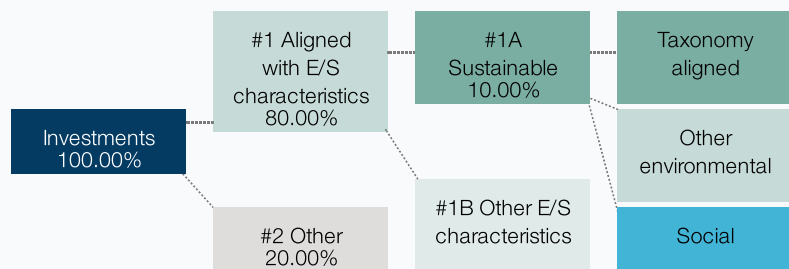 Investments
100.00%
#1 Aligned
with E/S
characteristics
80.00%
#2 Other
20.00%
#1A
Sustainable
10.00%
#1B Other E/S
characteristics
Taxonomy
aligned
Other
environmental
Social